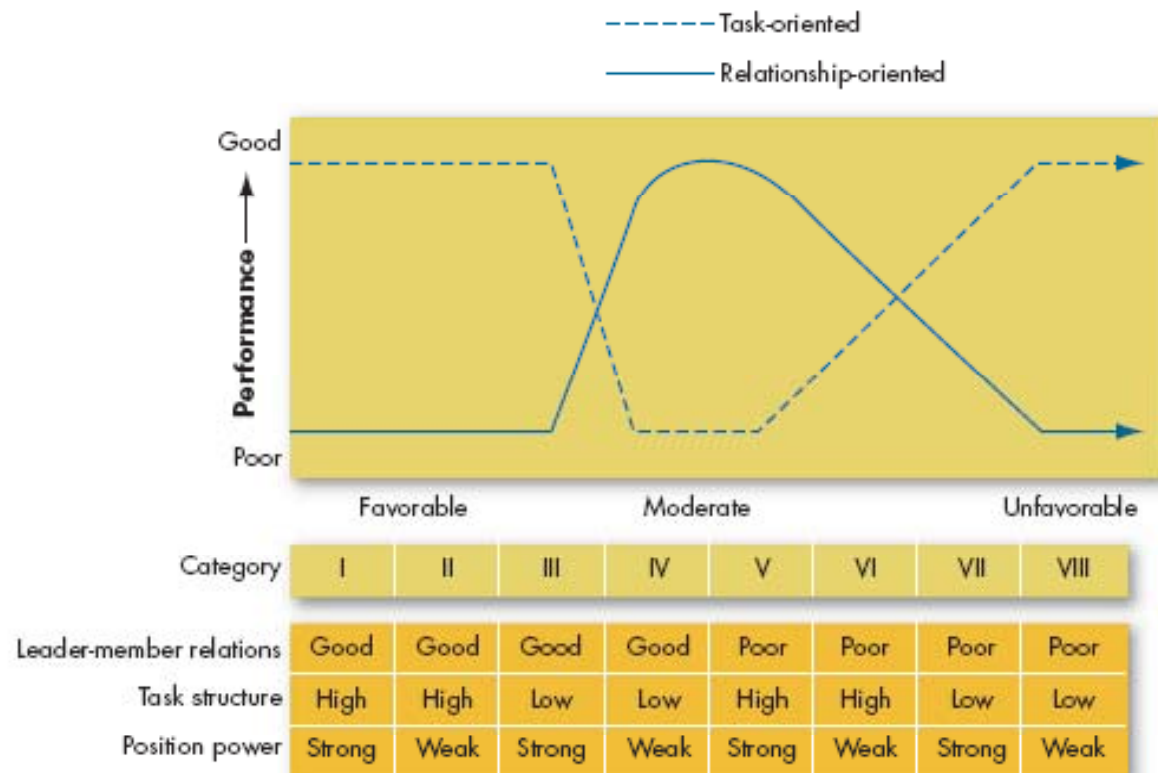 Task-oriented
Relationship-oriented
Good
Performance
Poor
Favorable Moderate Unfavorable
Category I II III IV V VI VII VIII
Leader-member relations Good Good Good Good Poor Poor Poor Poor
Task structure High High Low Low High High Low Low
Position power Strong Weak Strong Weak Strong Weak Strong Weak